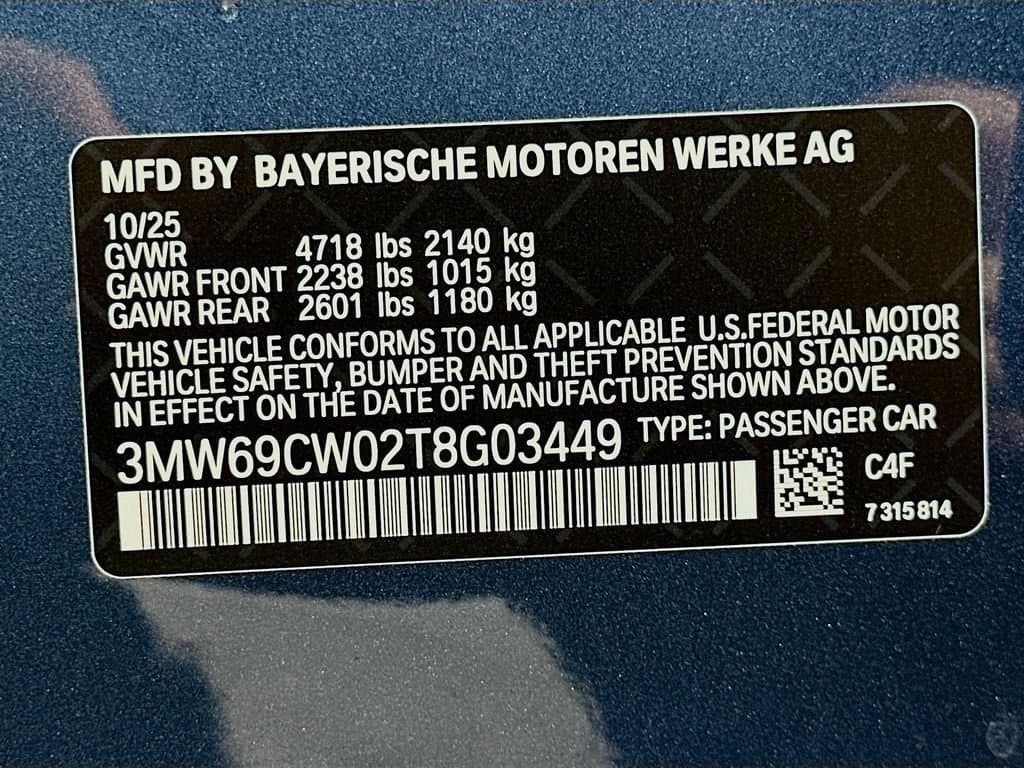 MFD BY BAYERISCHE MOTOREN WERKE AG
10/25
GVWR 4718 lbs 2140 kg
GAWR FRONT 2238 lbs 1015 kg
GAWR REAR 2601 lbs 1180 kg
THIS VEHICLE CONFORMS TO ALL APPLICABLE U.S.FEDERAL MOTOR
VEHICLE SAFETY, BUMPER AND THEFT PREVENTION STANDARDS
IN EFFECT ON THE DATE OF MANUFACTURE SHOWN ABOVE.
3MW69CW02T8G03449 TYPE: PASSENGER CAR
C4F
7315814